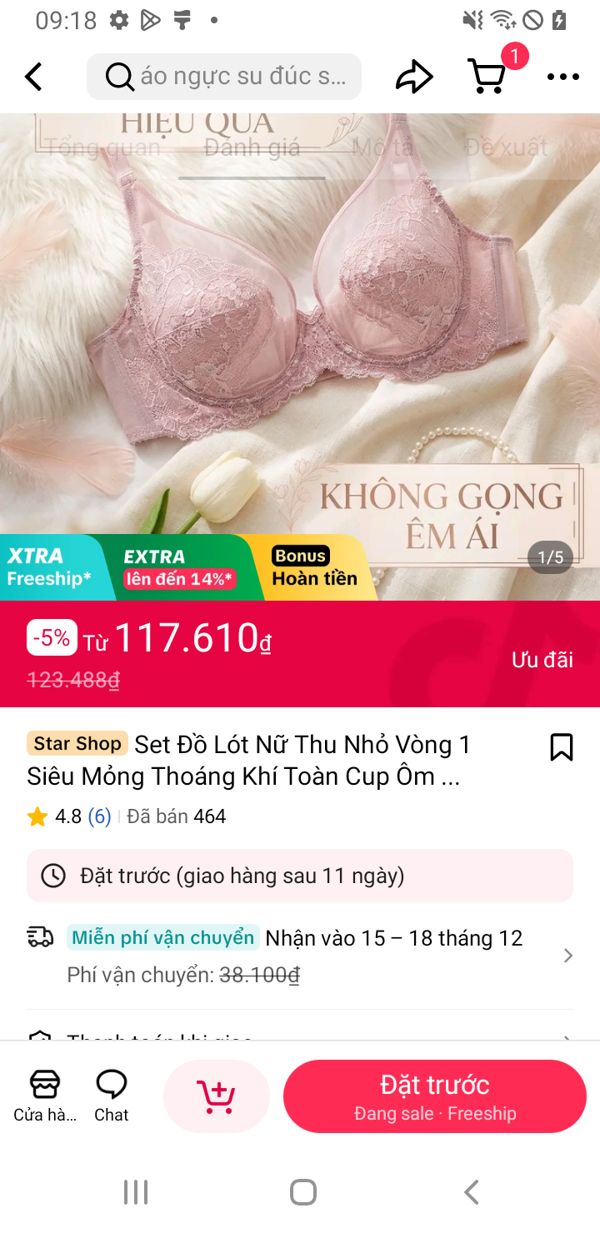 09:18
áo ngực su đúc s...
1
HIỆU QUẢ
Tổng quan Đánh giá Mô tả Đề xuất
KHÔNG GỌNG
ÊM ÁI
1/5
XTRA
Freeship*
EXTRA
lên đến 14%*
Bonus
Hoàn tiền
-5% Từ 117.610₫
123.488₫
Ưu đãi
Star Shop Set Đồ Lót Nữ Thu Nhỏ Vòng 1
Siêu Mỏng Thoáng Khí Toàn Cup Ôm ...
4.8 (6) Đã bán 464
Đặt trước (giao hàng sau 11 ngày)
Miễn phí vận chuyển Nhận vào 15 – 18 tháng 12
Phí vận chuyển: 38.100₫
Thanh toán khi giao
Cửa hà...
Chat
Đặt trước
Đang sale · Freeship